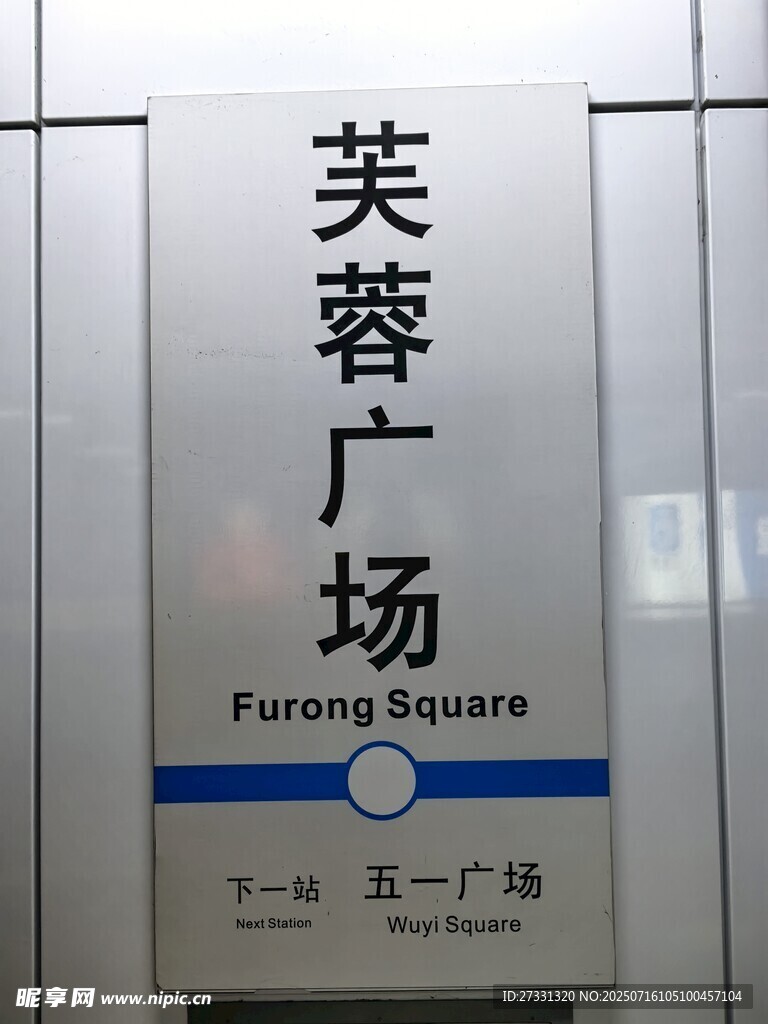 芙蓉广场
Furong Square
下一站 五一广场
Next Station Wuyi Square
昵享网 www.nipic.cn
ID:27331320 NO:20250716105100457104